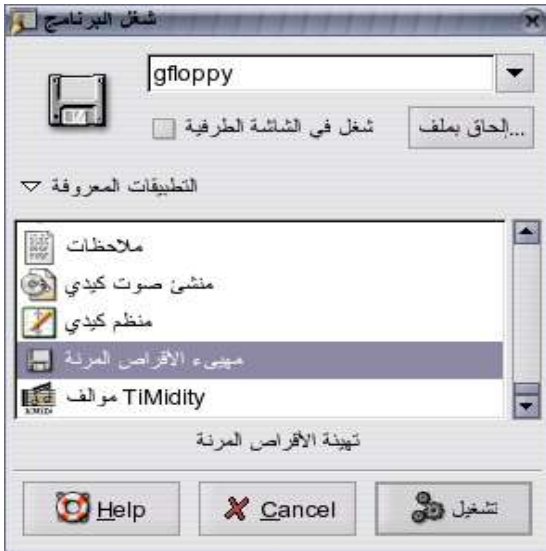 شغل البرنامج
gfloppy
شغل في الشاشة الطرفية
إلحاق بملف...
التطبيقات المعروفة
ملاحظات
منشئ صوت كيدي
منظم كيدي
مهيىء الأقراص المرنة
TiMidity موالف
تهيئة الأقراص المرنة
Help
Cancel
تشغيل